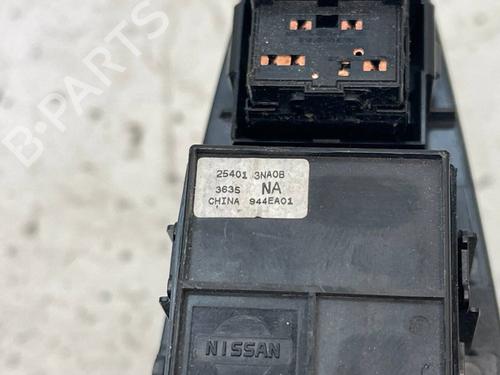 B-PARTS
25401 3NA0B
3635 NA
CHINA 944EA01
NISSAN